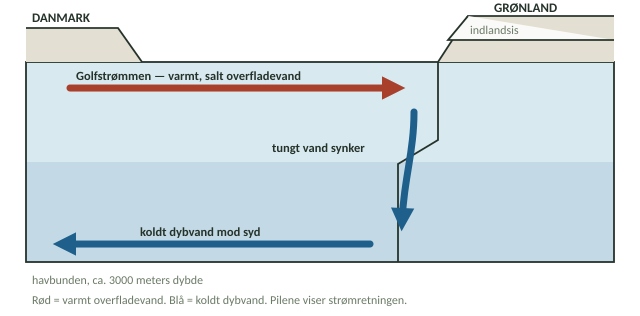 DANMARK
GRØNLAND
indlandsis
Golfstrømmen — varmt, salt overfladevand
tungt vand synker
koldt dybvand mod syd
havbunden, ca. 3000 meters dybde
Rød = varmt overfladevand. Blå = koldt dybvand. Pilene viser strømretningen.